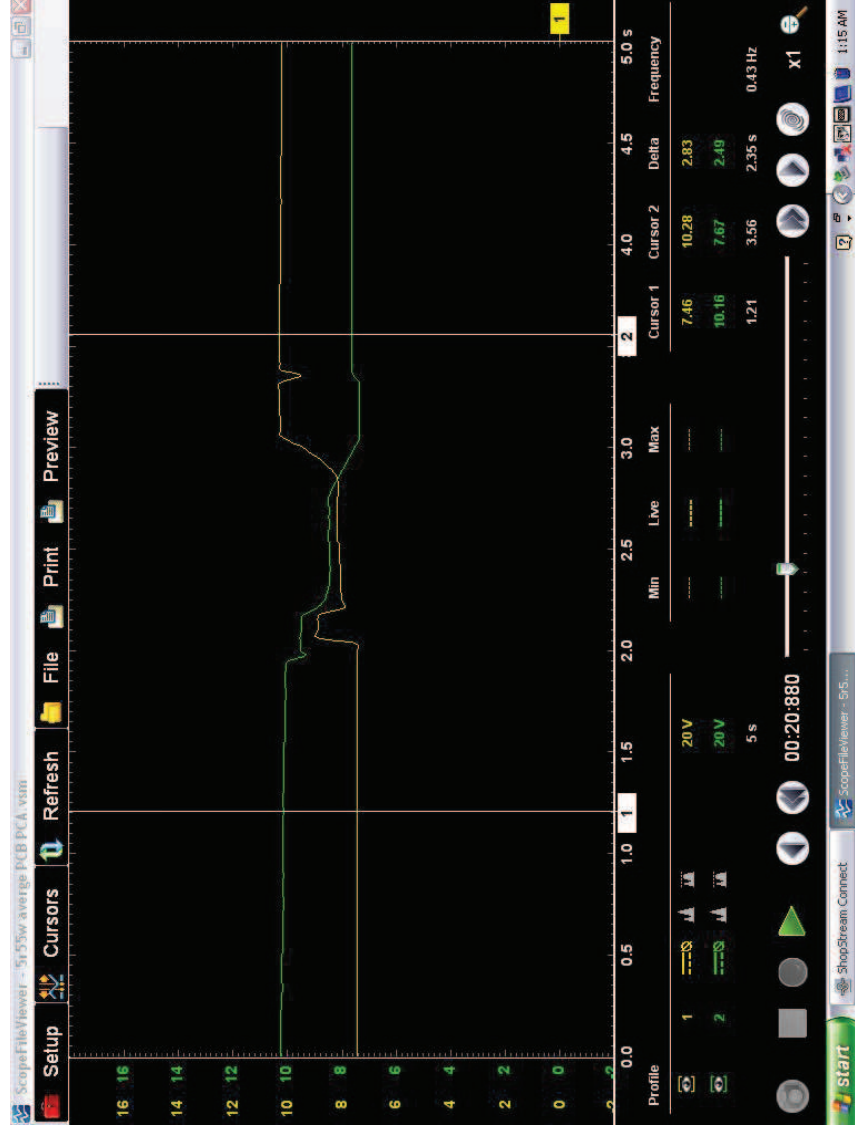 ScopeFileViewer - 5r55w averge PCB PCA.vsm
Setup Cursors Refresh File Print Preview
16 16
14 14
12 12
10 10
8 8
6 6
4 4
2 2
0 0
-2 -2
1
0.0 0.5 1.0 1.5 2.0 2.5 3.0 3.5 4.0 4.5 5.0 s
1 2
Profile Min Live Max Cursor 1 Cursor 2 Delta Frequency
1 20 V ---- ---- ---- 7.46 10.28 2.83
2 20 V ---- ---- ---- 10.16 7.67 2.49
5 s 1.21 3.56 2.35 s 0.43 Hz
00:20:880 x1
start ShopStream Connect ScopeFileViewer - 5r5... 1:15 AM